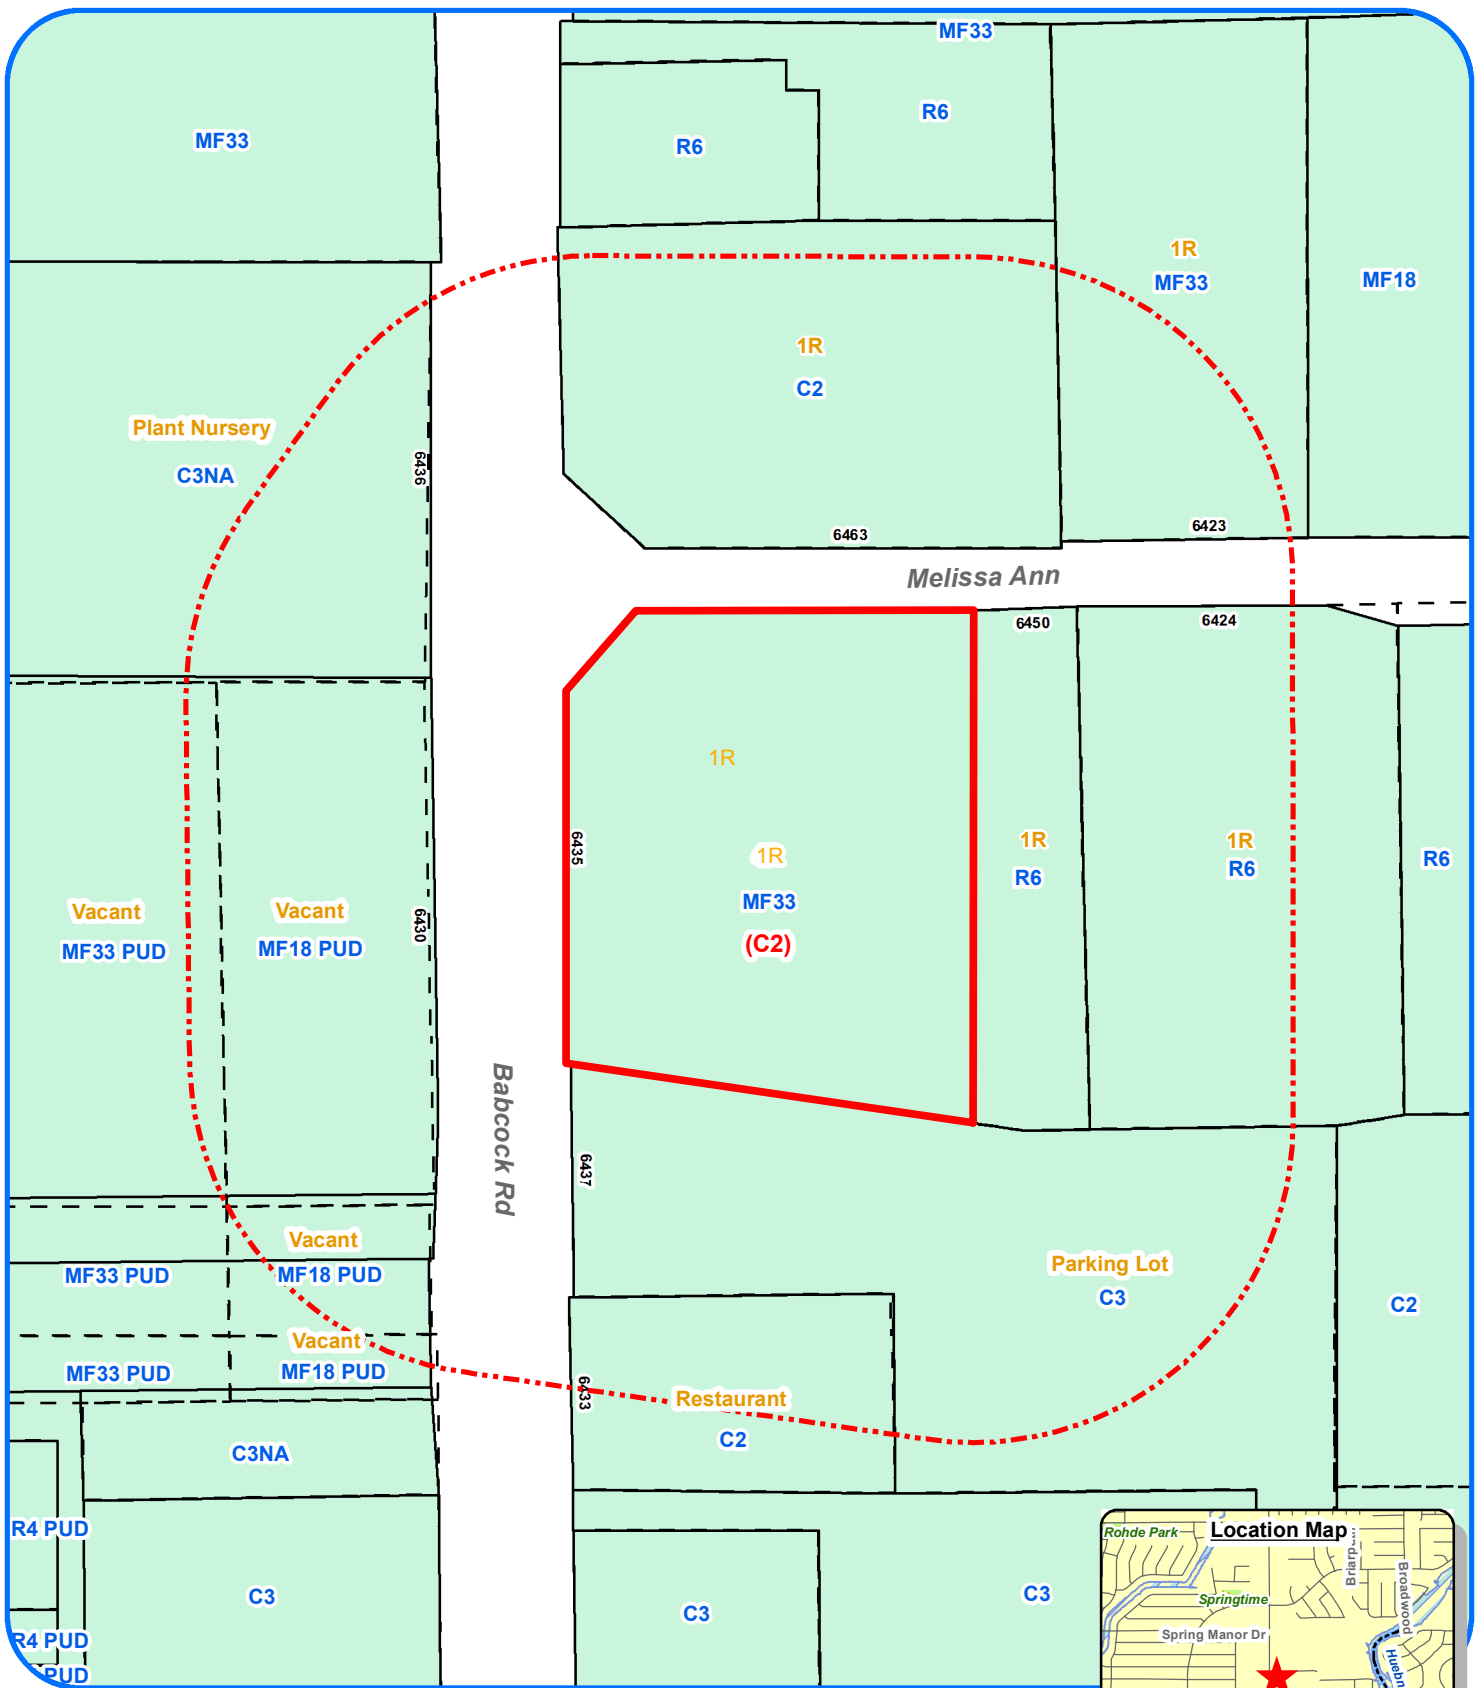 MF33
R6
MF33
R6
1R
MF33
MF18
1R
C2
Plant Nursery
C3NA
6436
6463
6423
Melissa Ann
6450
6424
1R
6435
1R
MF33
(C2)
1R
R6
1R
R6
R6
Vacant
MF33 PUD
Vacant
MF18 PUD
6430
Babcock Rd
6437
Vacant
MF33 PUD
MF18 PUD
Parking Lot
C3
C2
Vacant
MF33 PUD
MF18 PUD
6433
Restaurant
C2
C3NA
R4 PUD
C3
C3
C3
R4 PUD
PUD
Location Map
Rohde Park
Broadwood
Springtime
Spring Manor Dr